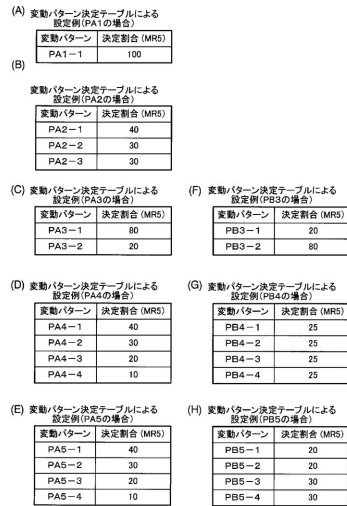 (A) 変動パターン決定テーブルによる
設定例(PA1の場合)
変動パターン 決定割合 (MR5)
PA1-1 100
(B)
変動パターン決定テーブルによる
設定例(PA2の場合)
変動パターン 決定割合 (MR5)
PA2-1 40
PA2-2 30
PA2-3 30
(C) 変動パターン決定テーブルによる
設定例(PA3の場合)
変動パターン 決定割合 (MR5)
PA3-1 80
PA3-2 20
(F) 変動パターン決定テーブルによる
設定例(PB3の場合)
変動パターン 決定割合 (MR5)
PB3-1 20
PB3-2 80
(D) 変動パターン決定テーブルによる
設定例(PA4の場合)
変動パターン 決定割合 (MR5)
PA4-1 40
PA4-2 30
PA4-3 20
PA4-4 10
(G) 変動パターン決定テーブルによる
設定例(PB4の場合)
変動パターン 決定割合 (MR5)
PB4-1 25
PB4-2 25
PB4-3 25
PB4-4 25
(E) 変動パターン決定テーブルによる
設定例(PA5の場合)
変動パターン 決定割合 (MR5)
PA5-1 40
PA5-2 30
PA5-3 20
PA5-4 10
(H) 変動パターン決定テーブルによる
設定例(PB5の場合)
変動パターン 決定割合 (MR5)
PB5-1 20
PB5-2 20
PB5-3 30
PB5-4 30